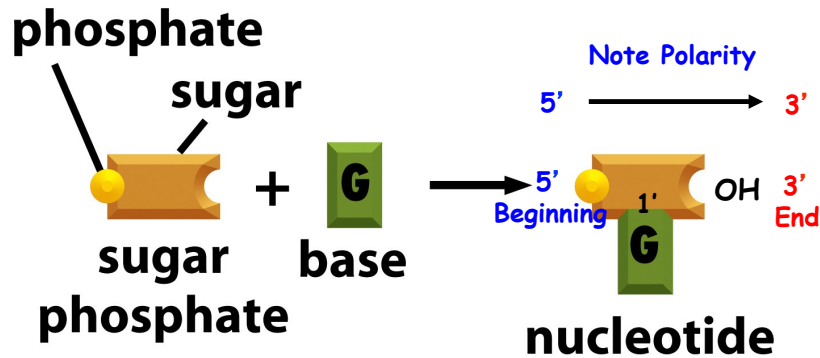 phosphate
sugar
+
G
sugar
phosphate
base
Note Polarity
5’ 3’
5’
Beginning
1'
G
OH
3’
End
nucleotide